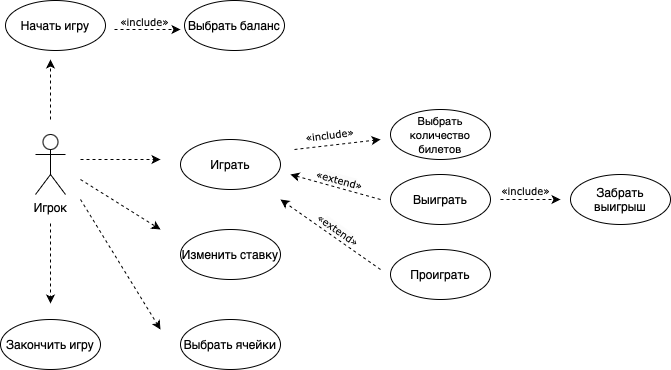 Начать игру
«include»
Выбрать баланс
Выбрать
количество
билетов
«include»
Играть
«extend»
Выиграть
«include»
Забрать
выигрыш
Игрок
«extend»
Изменить ставку
Проиграть
Закончить игру
Выбрать ячейки